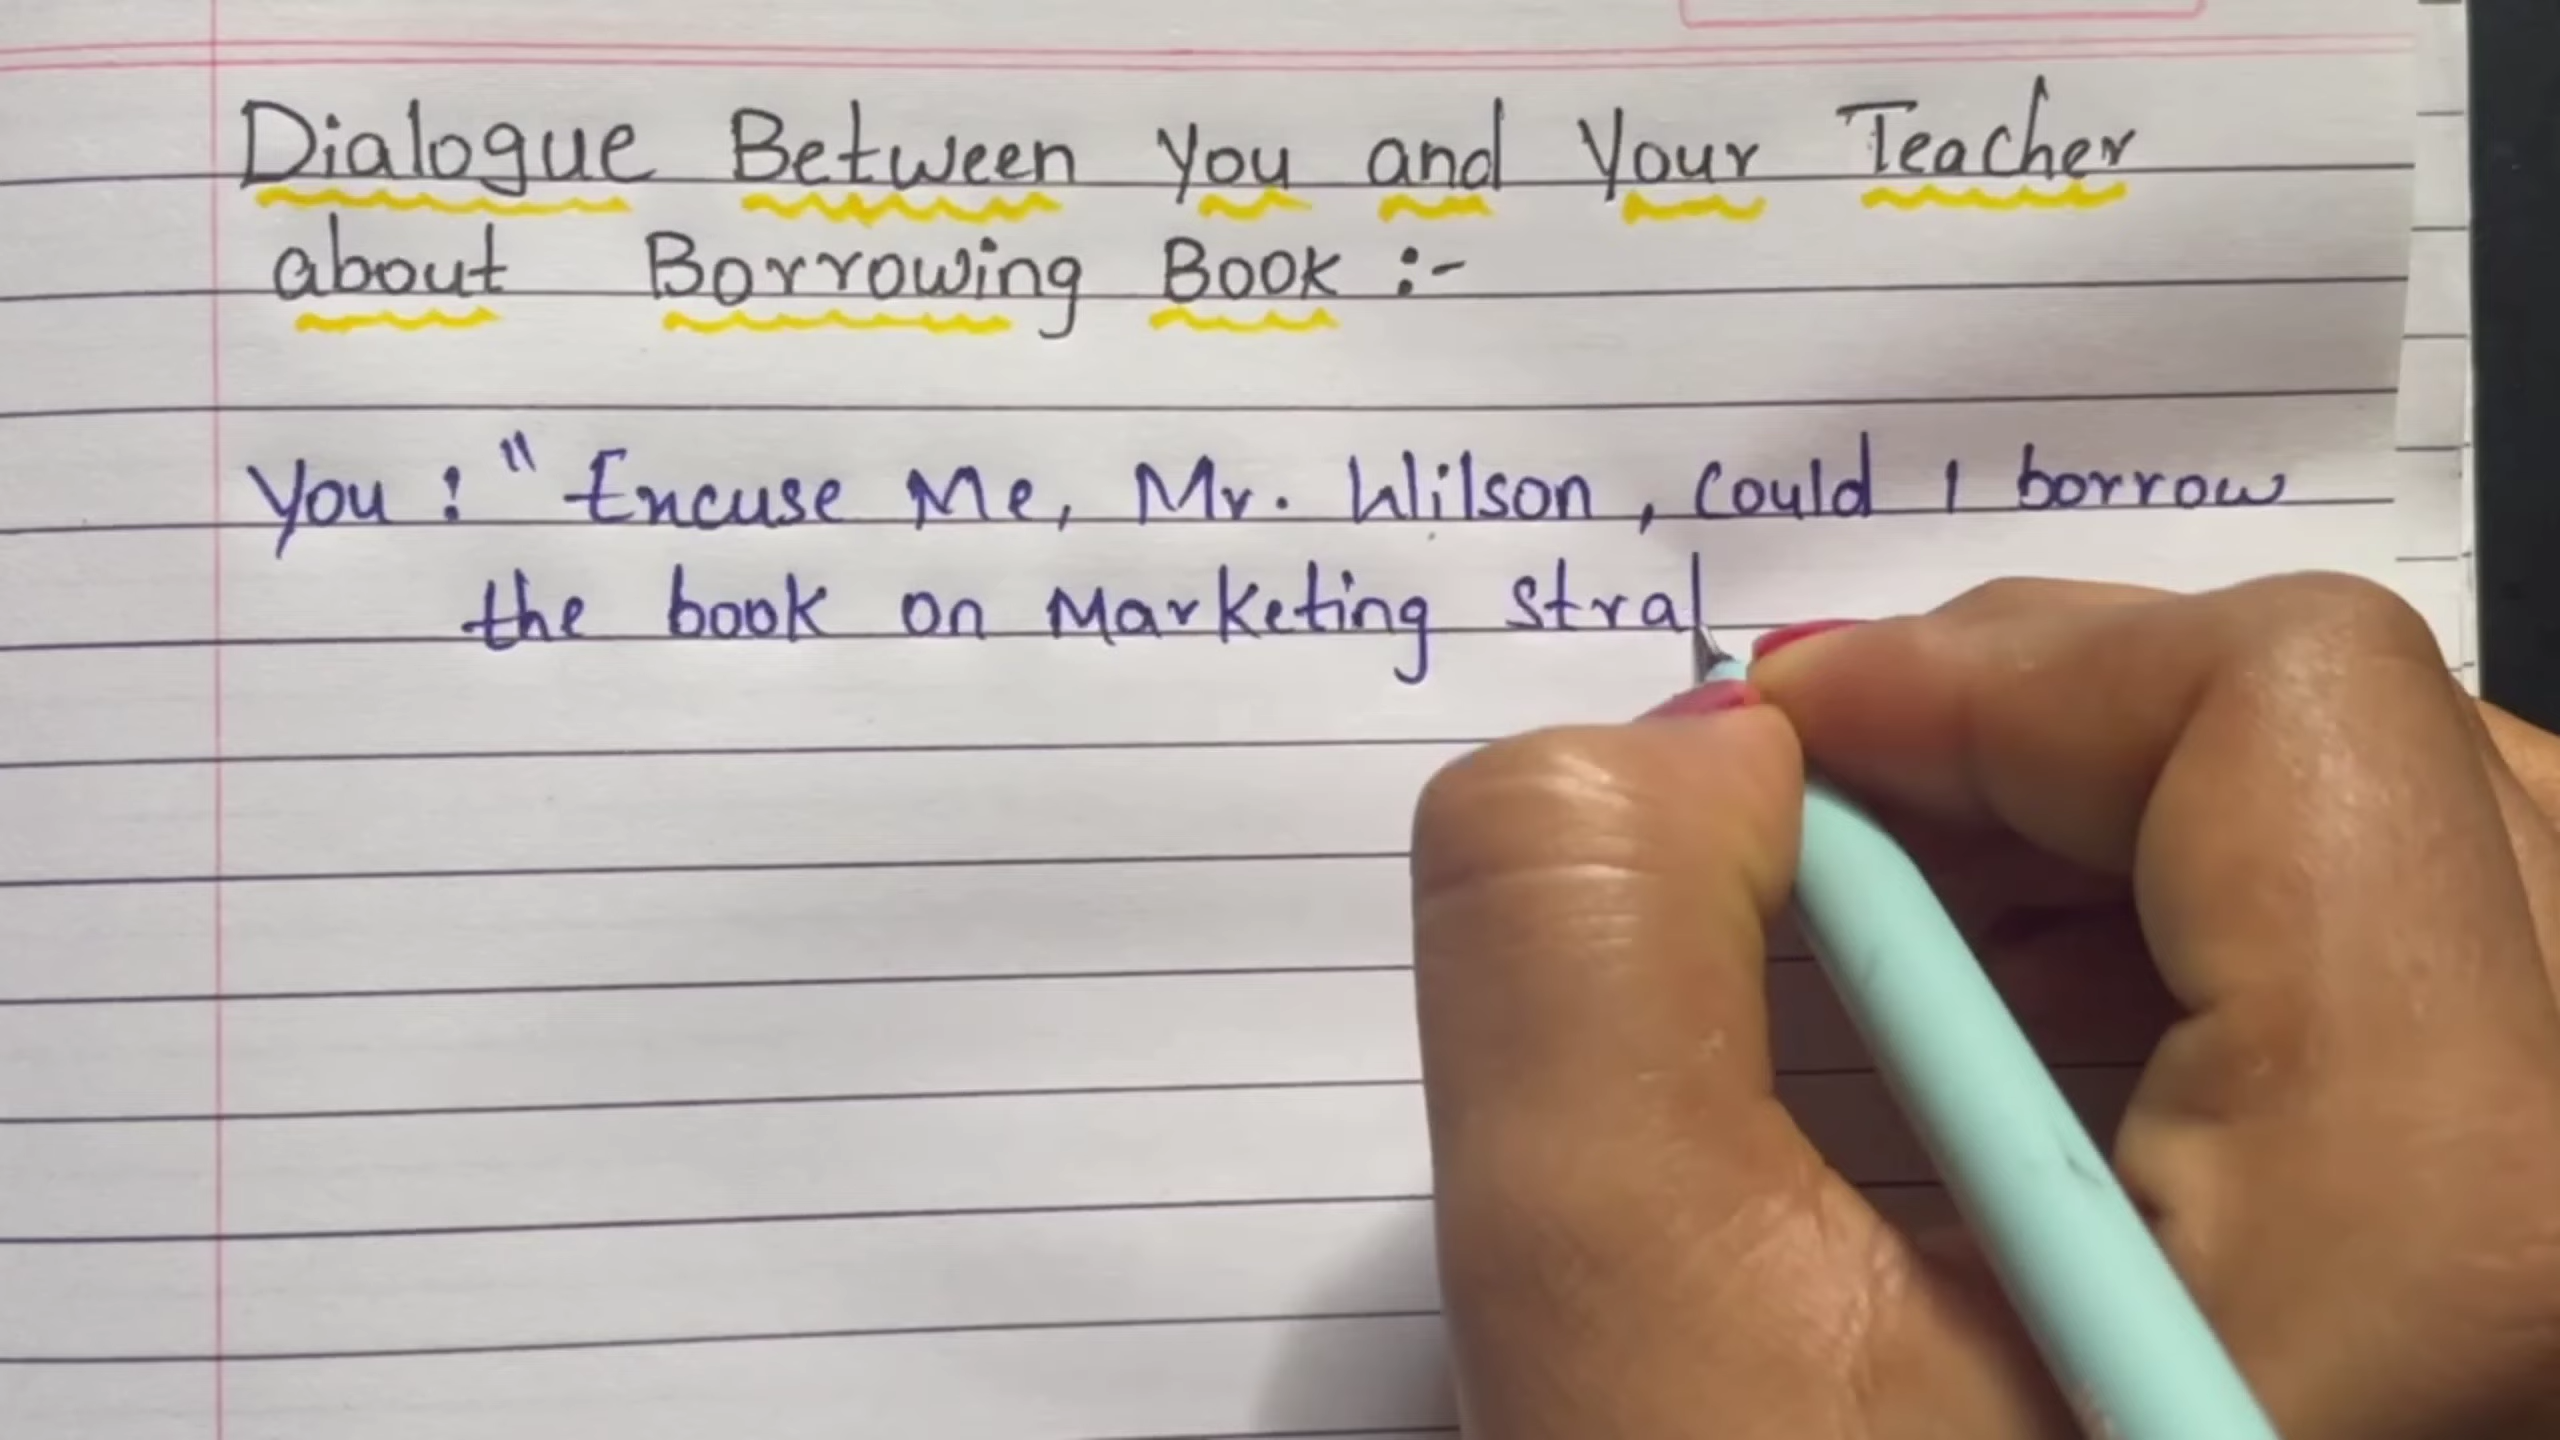 Dialogue Between You and Your Teacher
about Borrowing Book :-
You : " Excuse Me, Mr. Wilson, Could I borrow
the book on Marketing stra